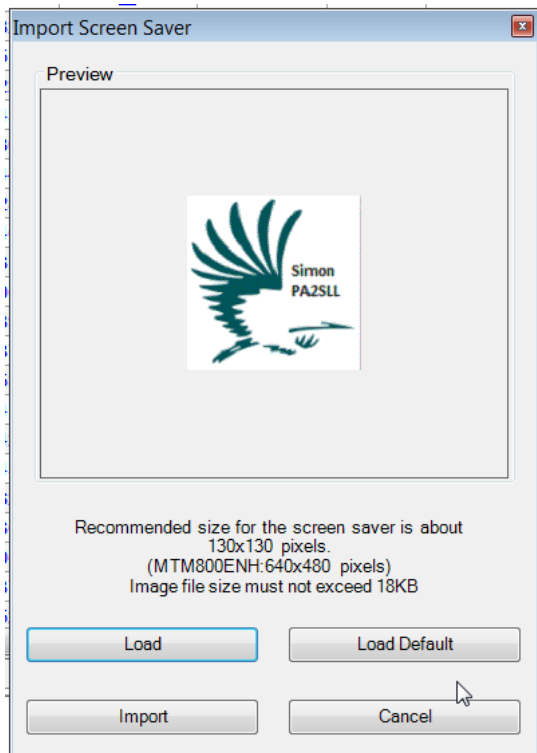 Import Screen Saver
Preview
Simon
PA2SLL
Recommended size for the screen saver is about
130x130 pixels.
(MTM800ENH:640x480 pixels)
Image file size must not exceed 18KB
Load
Load Default
Import
Cancel